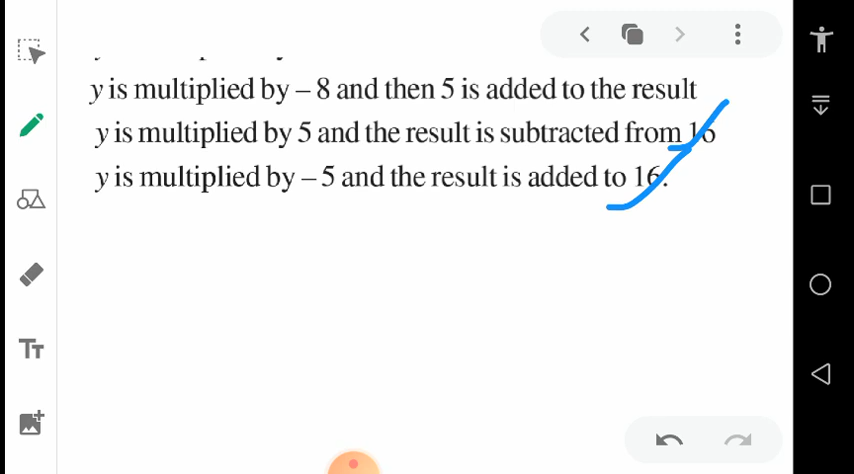 y is multiplied by – 8 and then 5 is added to the result
y is multiplied by 5 and the result is subtracted from 16
y is multiplied by – 5 and the result is added to 16.
TT